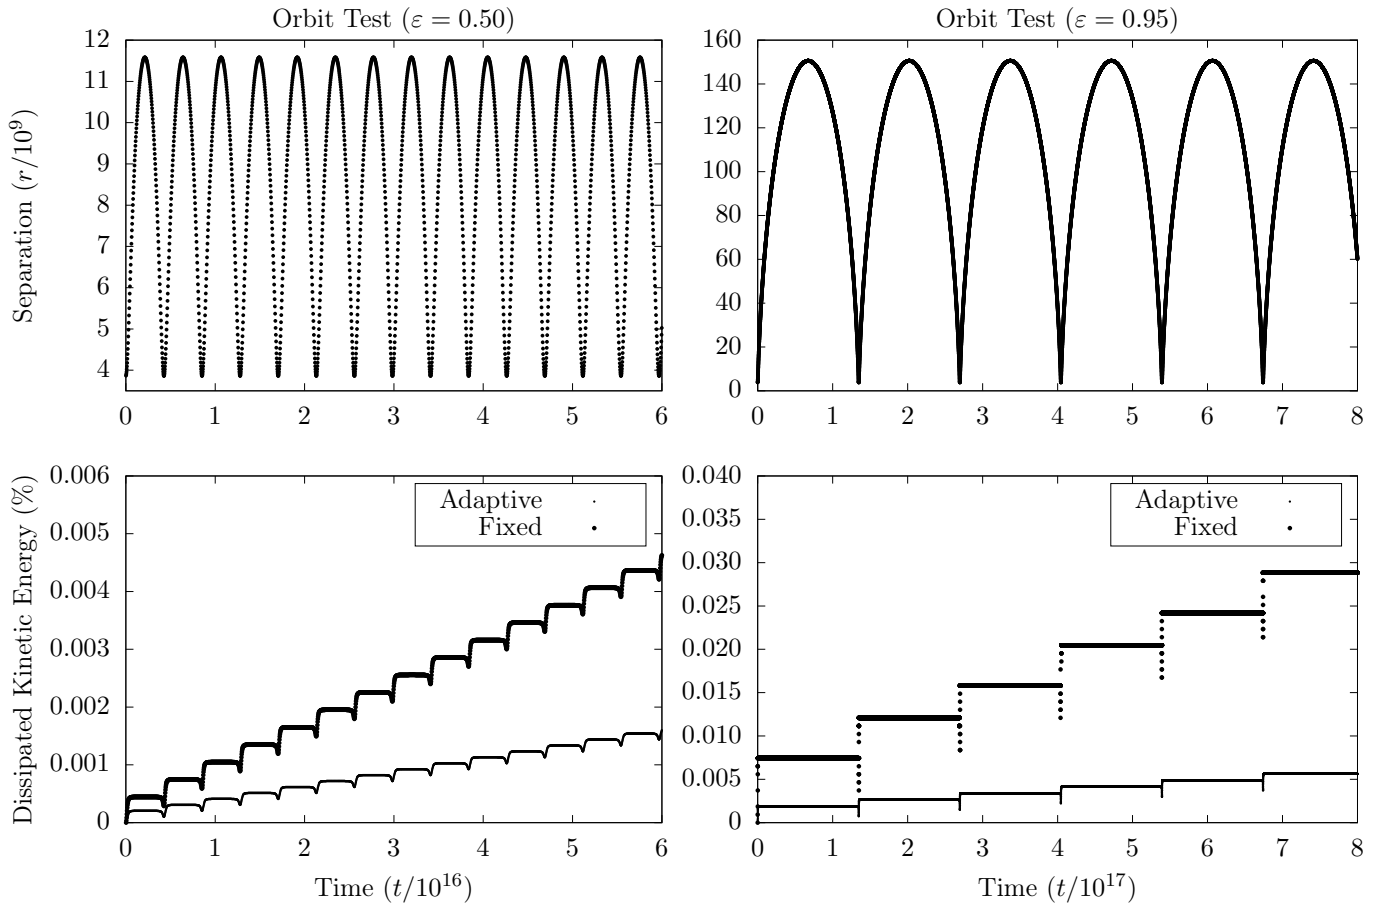 Orbit Test (ε = 0.50)
Separation (r/10⁹)
12
11
10
9
8
7
6
5
4
0 1 2 3 4 5 6
Orbit Test (ε = 0.95)
160
140
120
100
80
60
40
20
0
0 1 2 3 4 5 6 7 8
Dissipated Kinetic Energy (%)
0.006
0.005
0.004
0.003
0.002
0.001
0
Adaptive
Fixed
0 1 2 3 4 5 6
Time (t/10¹⁶)
0.040
0.035
0.030
0.025
0.020
0.015
0.010
0.005
0
Adaptive
Fixed
0 1 2 3 4 5 6 7 8
Time (t/10¹⁷)